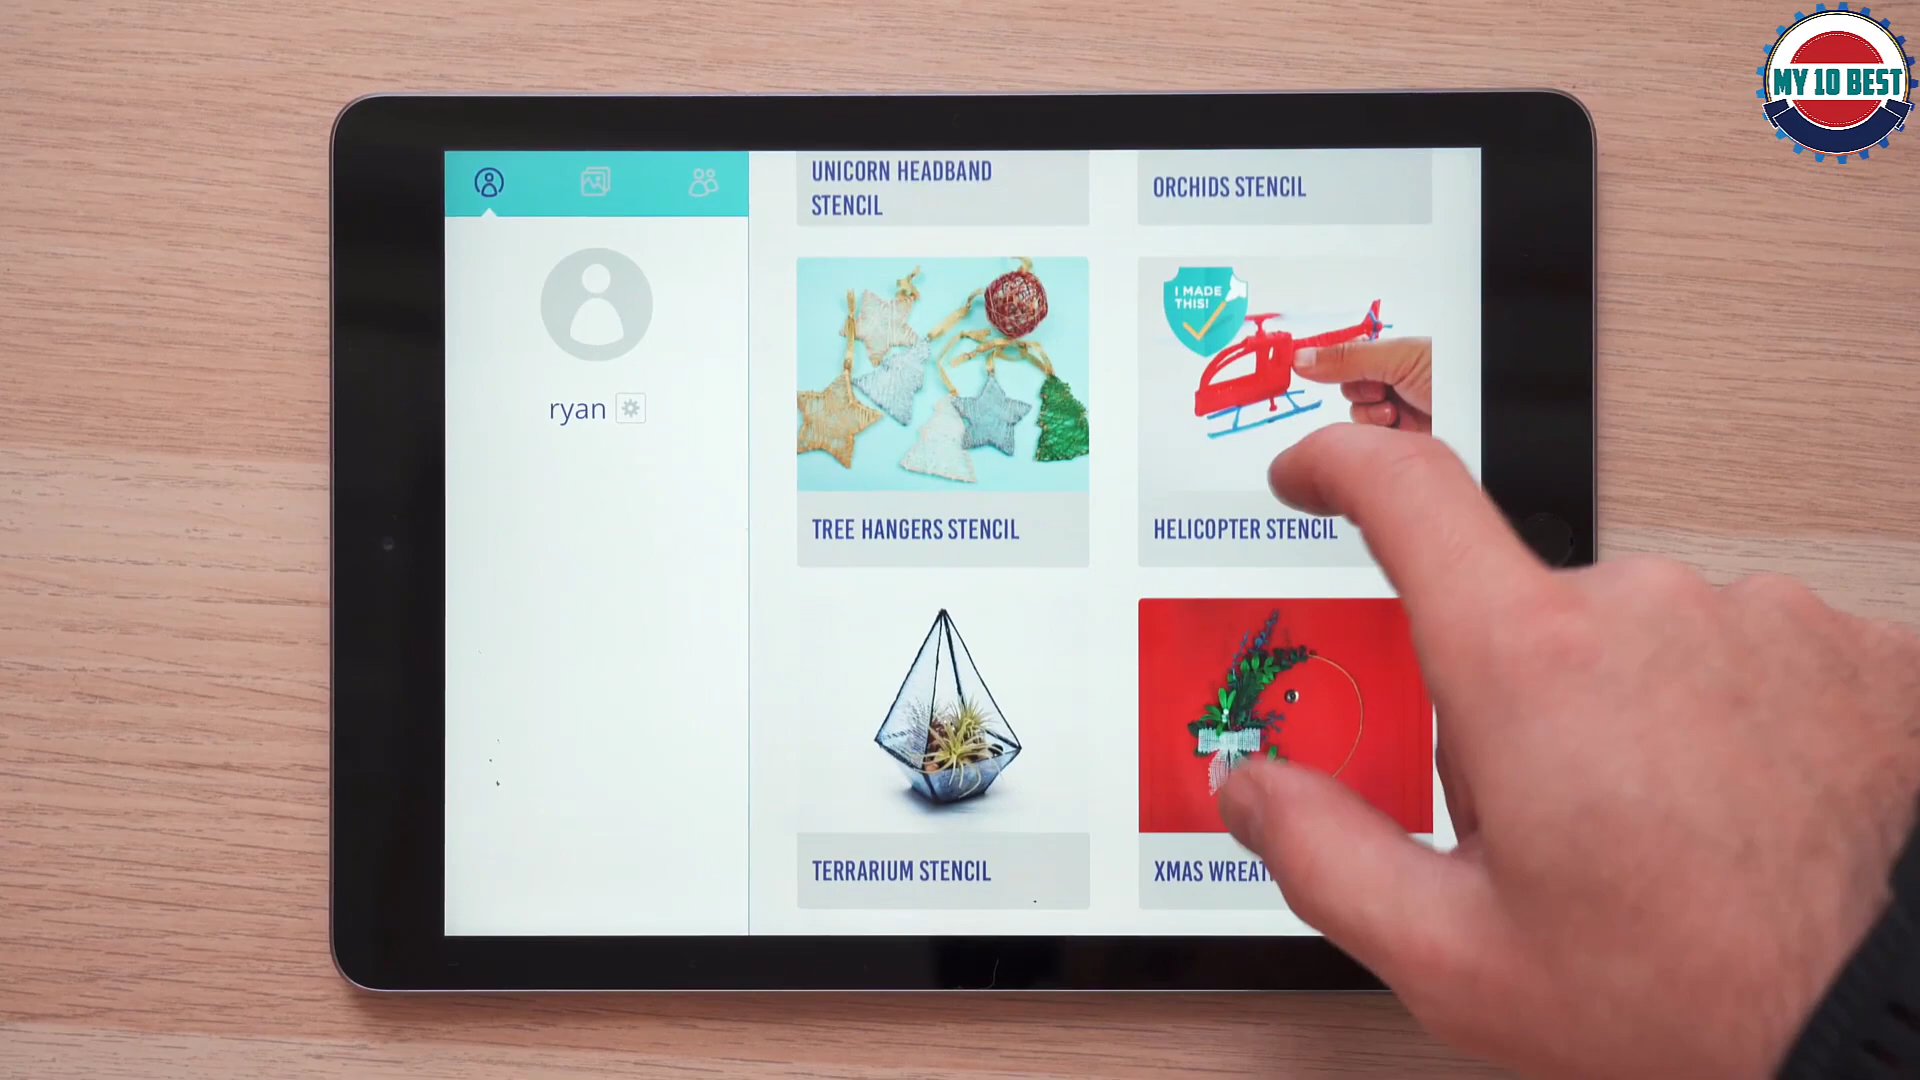 MY 10 BEST
UNICORN HEADBAND
STENCIL
ORCHIDS STENCIL
I MADE
THIS!
ryan
TREE HANGERS STENCIL
HELICOPTER STENCIL
TERRARIUM STENCIL
XMAS